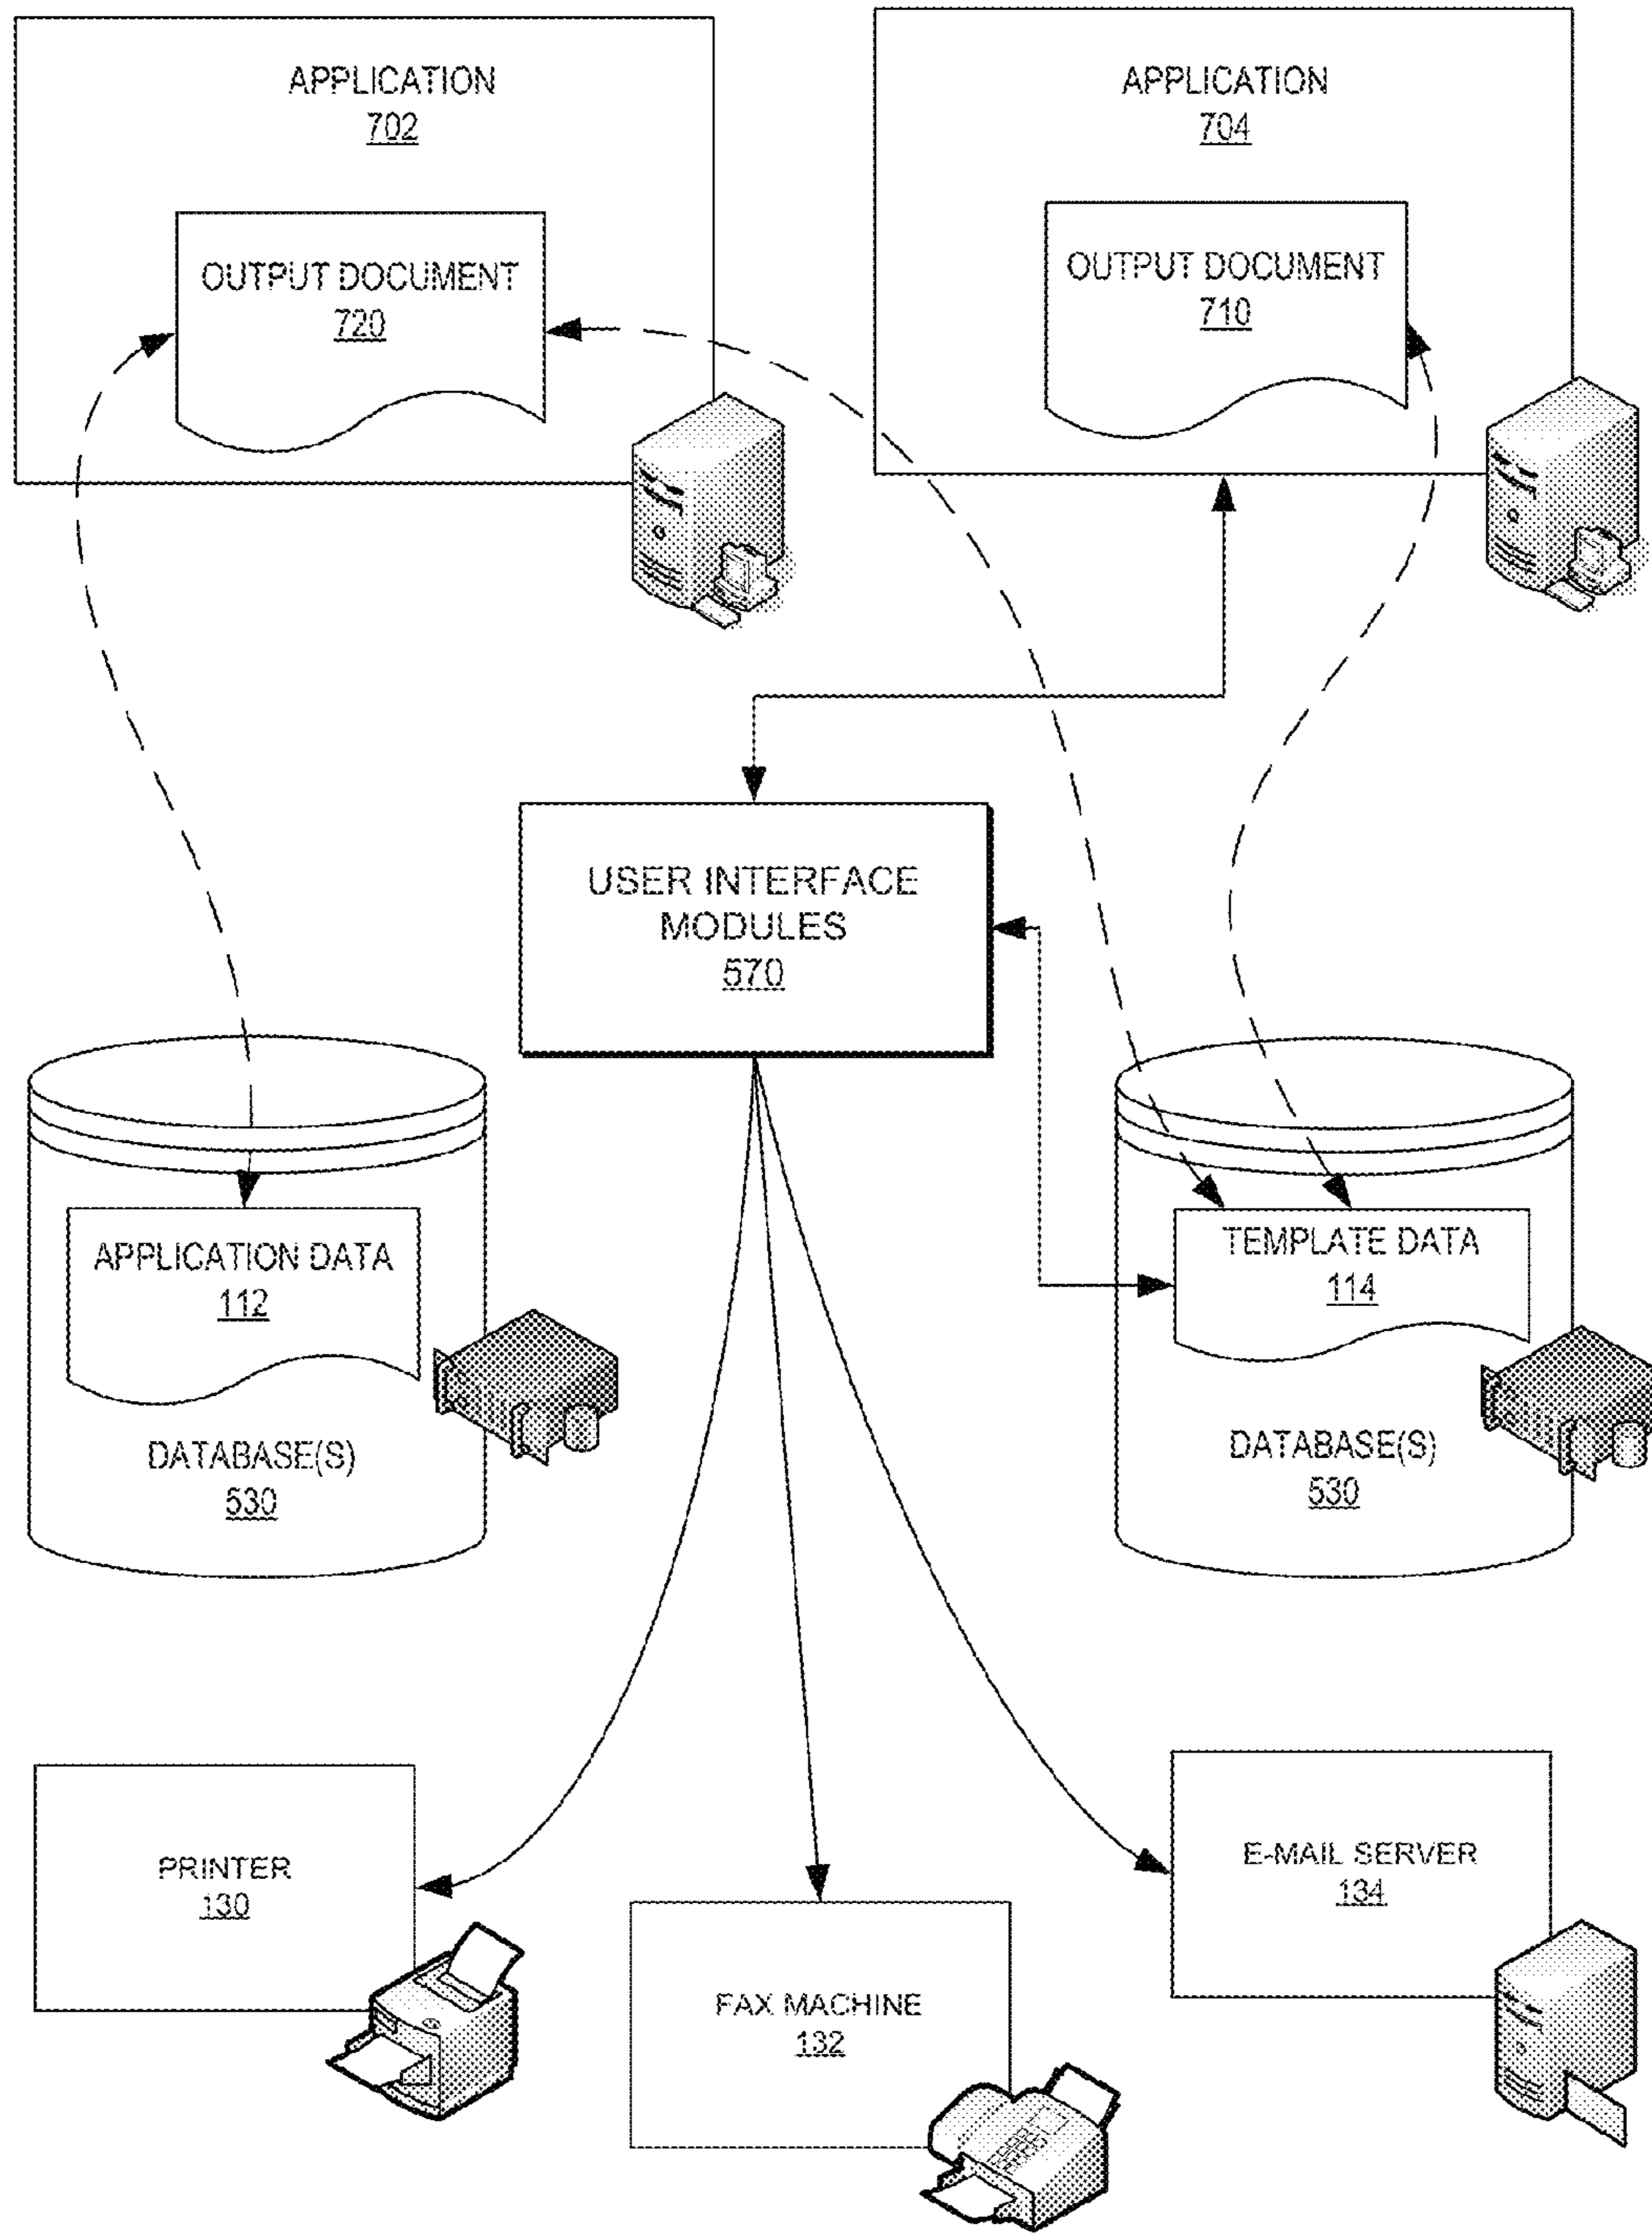 APPLICATION
702
OUTPUT DOCUMENT
720
APPLICATION
704
OUTPUT DOCUMENT
710
USER INTERFACE
MODULES
570
APPLICATION DATA
112
DATABASE(S)
530
TEMPLATE DATA
114
DATABASE(S)
530
PRINTER
130
FAX MACHINE
132
E-MAIL SERVER
134